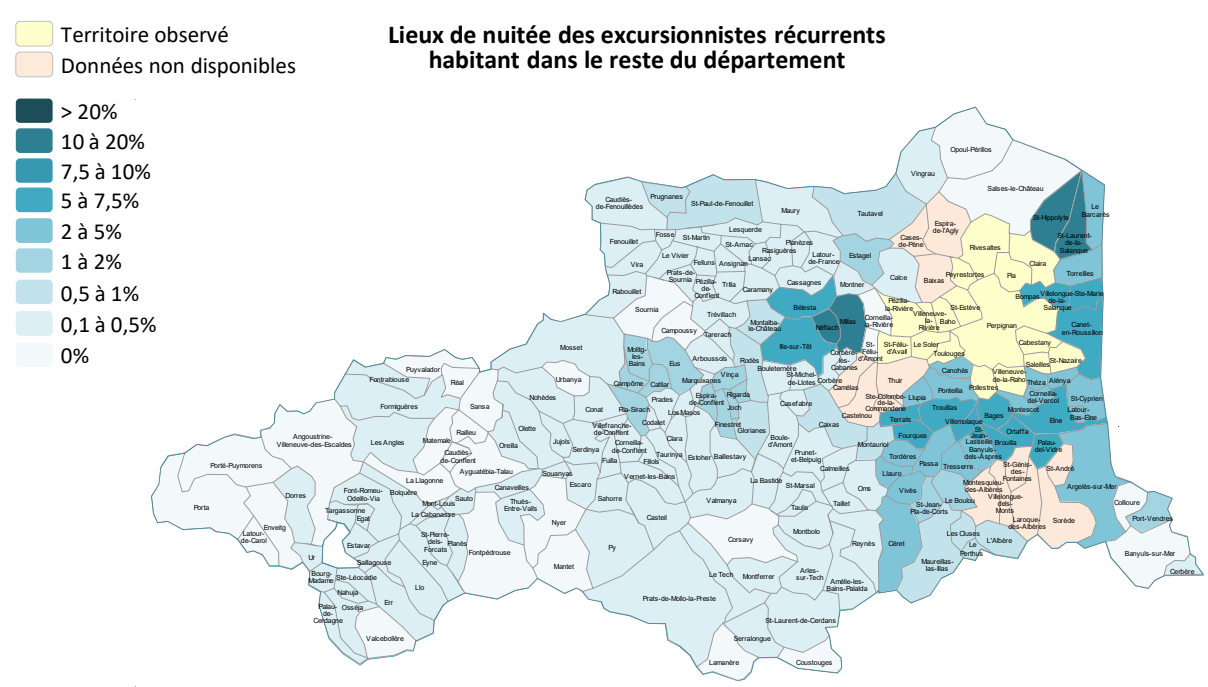 Territoire observé
Données non disponibles
Lieux de nuitée des excursionnistes récurrents
habitant dans le reste du département
> 20%
10 à 20%
7,5 à 10%
5 à 7,5%
2 à 5%
1 à 2%
0,5 à 1%
0,1 à 0,5%
0%
Opoul-Périllos
Vingrau
Salses-le-Château
Caudiès-
de-Fenouillèdes
Prugnanes
St-Paul-de-Fenouillet
Maury
Tautavel
St-Hippolyte
Le
Barcarès
Espira-
de-l'Agly
Cases-
de-Pène
St-Laurent-
de-la-
Salanque
Fenouillet
Fosse
St-Martin
Lesquerde
St-Arnac
Lansac
Rasiguères
Planèzes
Latour-
de-France
Estagel
Rivesaltes
Claira
Vira
Le Vivier
Felluns
Ansignan
Prats-de-
Sournia
Pézilla-
de-
Conflent
Trilla
Caramany
Cassagnes
Montner
Calce
Baixas
Peyrestortes
Pia
Torreilles
Rabouillet
Sournia
Trévillach
Bélesta
Bompas
Villelongue-
de-la-
Salanque
Ste-Marie
Campoussy
Tarerach
Montalba-
le-Château
Néfiach
Millas
Corneilla-
la-Rivière
Pézilla-
la-Rivière
Villeneuve-
la-
Rivière
Baho
St-Estève
Perpignan
Canet-
en-Roussillon
Mosset
Molitg-
les-
Bains
Eus
Arboussols
Rodès
Ille-sur-Têt
Bouleternère
Corbère-
les-
Cabanes
St-
Féliu-
d'Amont
St-Féliu-
d'Avall
Le Soler
Toulouges
Cabestany
Saleilles
St-Nazaire
Puyvalador
Réal
Fontrabiouse
Urbanya
Campôme
Catllar
Marquixanes
Vinça
St-Michel-
de-Llotes
Corbère
Camélas
Thuir
Canohès
Pollestres
Villeneuve-
de-la-Raho
Théza
Alénya
Formiguères
Sansa
Nohèdes
Conat
Ria-Sirach
Prades
Codalet
Los Masos
Espira-
de-Conflent
Rigarda
Joch
Finestret
Casefabre
Castelnou
Ste-Colombe-
de-la-
Commanderie
Llupia
Ponteilla
Trouillas
Terrats
Corneilla-
del-Vercol
St-Cyprien
Latour-
Bas-Elne
Montescot
Bages
Elne
Angoustrine-
Villeneuve-des-Escaldes
Les Angles
Matemale
Railleu
Caudiès-
de-Conflent
Oreilla
Olette
Jujols
Serdinya
Villefranche-
de-Conflent
Corneilla-
de-Conflent
Fuilla
Fillols
Clara
Taurinya
Estoher
Baillestavy
Glorianes
Boule-
d'Amont
Caixas
Montauriol
Fourques
Villemolaque
St-
Jean-
Lasseille
Brouilla
Ortaffa
Palau-
del-Vidre
Banyuls-
dels-Aspres
Porté-Puymorens
Porta
Dorres
La Llagonne
Ayguatébia-Talau
Souanyas
Escaro
Sahorre
Vernet-les-Bains
Prunet-
et-Belpuig
Calmeilles
Tordères
Llauro
Passa
Tresserre
Montesquieu-
des-Albères
St-Génis-
des-
Fontaines
St-André
Argelès-sur-Mer
Font-Romeu-
Odeillo-Via
Bolquère
Mont-Louis
La Cabanasse
Sauto
Canavelles
Thuès-
Entre-Valls
Valmanya
La Bastide
St-Marsal
Oms
Taillet
Vivès
Le Boulou
Villelongue-
dels-
Monts
Collioure
Port-Vendres
Enveitg
Latour-
de-Carol
Targassonne
Egat
Estavar
St-Pierre-
dels-
Forcats
Planès
Nyer
Casteil
Taulis
Montbolo
St-Jean-
Pla-de-Corts
Laroque-
des-Albères
Sorède
Ur
Saillagouse
Eyne
Fontpédrouse
Py
Corsavy
Reynès
Céret
Les Cluses
Le
Perthus
L'Albère
Banyuls-sur-Mer
Cerbère
Bourg-
Madame
Ste-Léocadie
Nahuja
Osséja
Llo
Err
Palau-
de-
Cerdagne
Valcebollère
Mantet
Maureillas-
las-Illas
Le Tech
Montferrer
Arles-
sur-Tech
Amélie-les-
Bains-Palalda
Prats-de-Mollo-la-Preste
St-Laurent-de-Cerdans
Serralongue
Lamanère
Coustouges